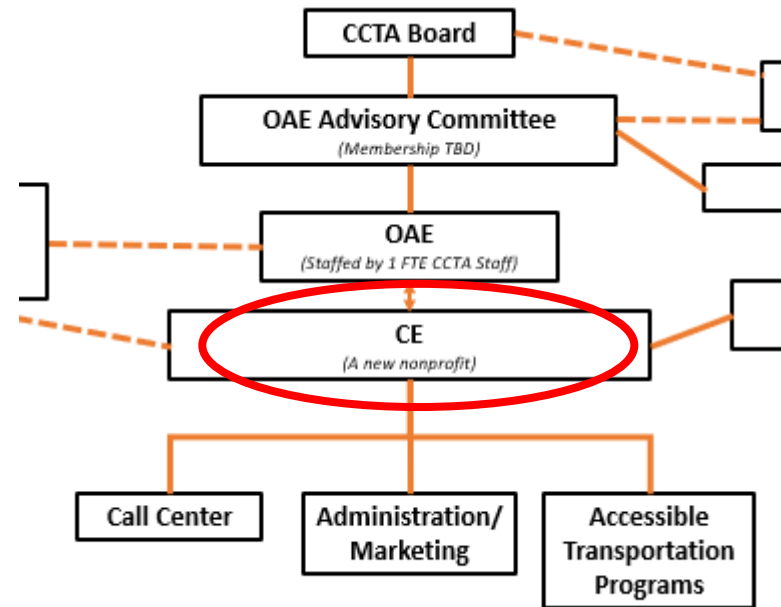 CCTA Board
OAE Advisory Committee
(Membership TBD)
OAE
(Staffed by 1 FTE CCTA Staff)
CE
(A new nonprofit)
Call Center
Administration/
Marketing
Accessible
Transportation
Programs